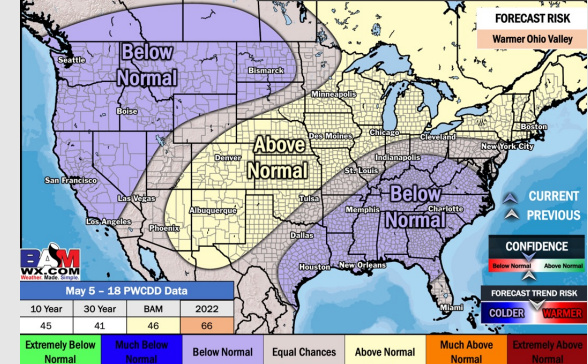 FORECAST RISK
Warmer Ohio Valley
Below
Normal
Seattle
Bismarck
Minneapolis
Boise
Boston
Des Moines
Chicago
Cleveland
New York City
Above
Normal
Denver
Indianapolis
St. Louis
San Francisco
Las Vegas
Below
Normal
CURRENT
PREVIOUS
Los Angeles
Albuquerque
Tulsa
Memphis
Charlotte
Phoenix
Dallas
CONFIDENCE
Below Normal
Above Normal
BAM
WX.COM
Weather. Made. Simple.
Houston
New Orleans
FORECAST TREND RISK
COLDER
WARMER
Miami
May 5 – 18 PWCDD Data
10 Year 30 Year BAM 2022
45 41 46 66
Extremely Below Normal
Much Below Normal
Below Normal
Equal Chances
Above Normal
Much Above Normal
Extremely Above Normal